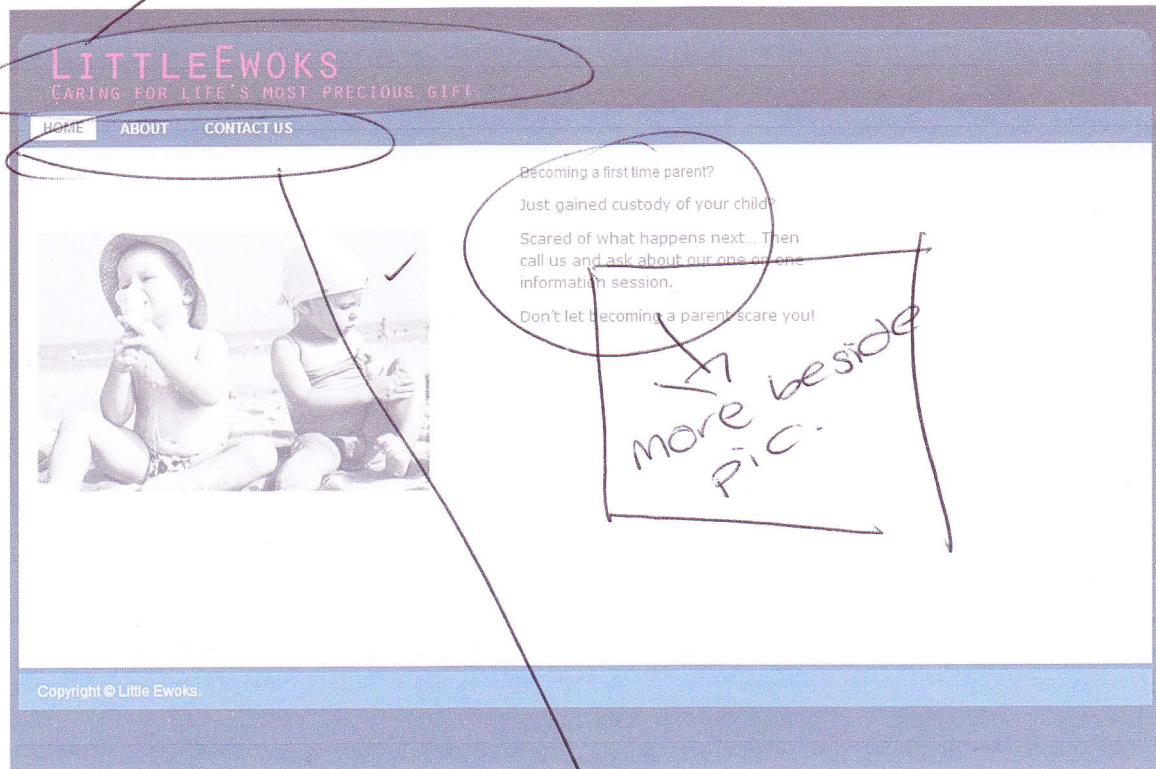 LITTLEEWOKS
CARING FOR LIFE'S MOST PRECIOUS GIFT
HOME ABOUT CONTACT US
Becoming a first time parent?
Just gained custody of your child?
Scared of what happens next... Then
call us and ask about our one on one
information session.
Don't let becoming a parent scare you!
more beside
pic.
Copyright © Little Ewoks.